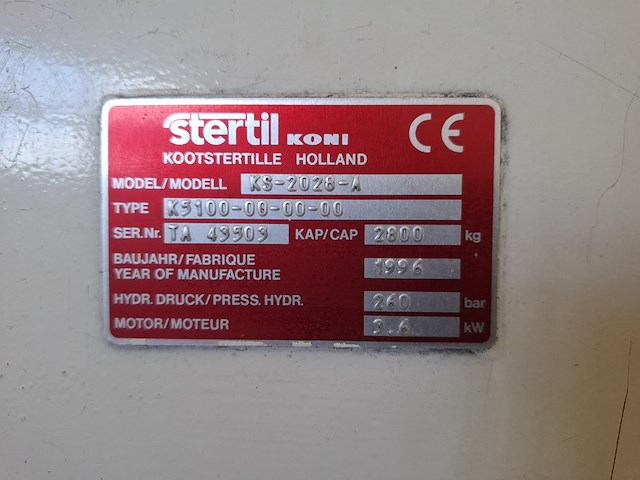 stertil KONI CE
KOOTSTERTILLE HOLLAND
MODEL/MODELL KS-2028-A
TYPE K5100-00-00-00
SER.Nr. TA 49509 KAP/CAP 2800 kg
BAUJAHR/FABRIQUE
YEAR OF MANUFACTURE 1996
HYDR. DRUCK/PRESS. HYDR. 260 bar
MOTOR/MOTEUR 3.6 kW